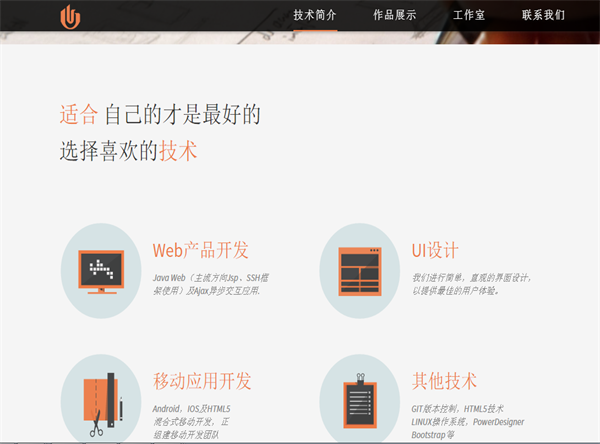 技术简介 作品展示 工作室 联系我们
适合 自己的才是最好的
选择喜欢的技术
Web产品开发
Java Web（主流方向Jsp、SSH框
架使用）及Ajax异步交互应用.
UI设计
我们进行简单，直观的界面设计，
以提供最佳的用户体验。
移动应用开发
Android，IOS及HTML5
混合式移动开发， 正
组建移动开发团队
其他技术
GIT版本控制，HTML5技术
LINUX操作系统，PowerDesigner
Bootstrap等